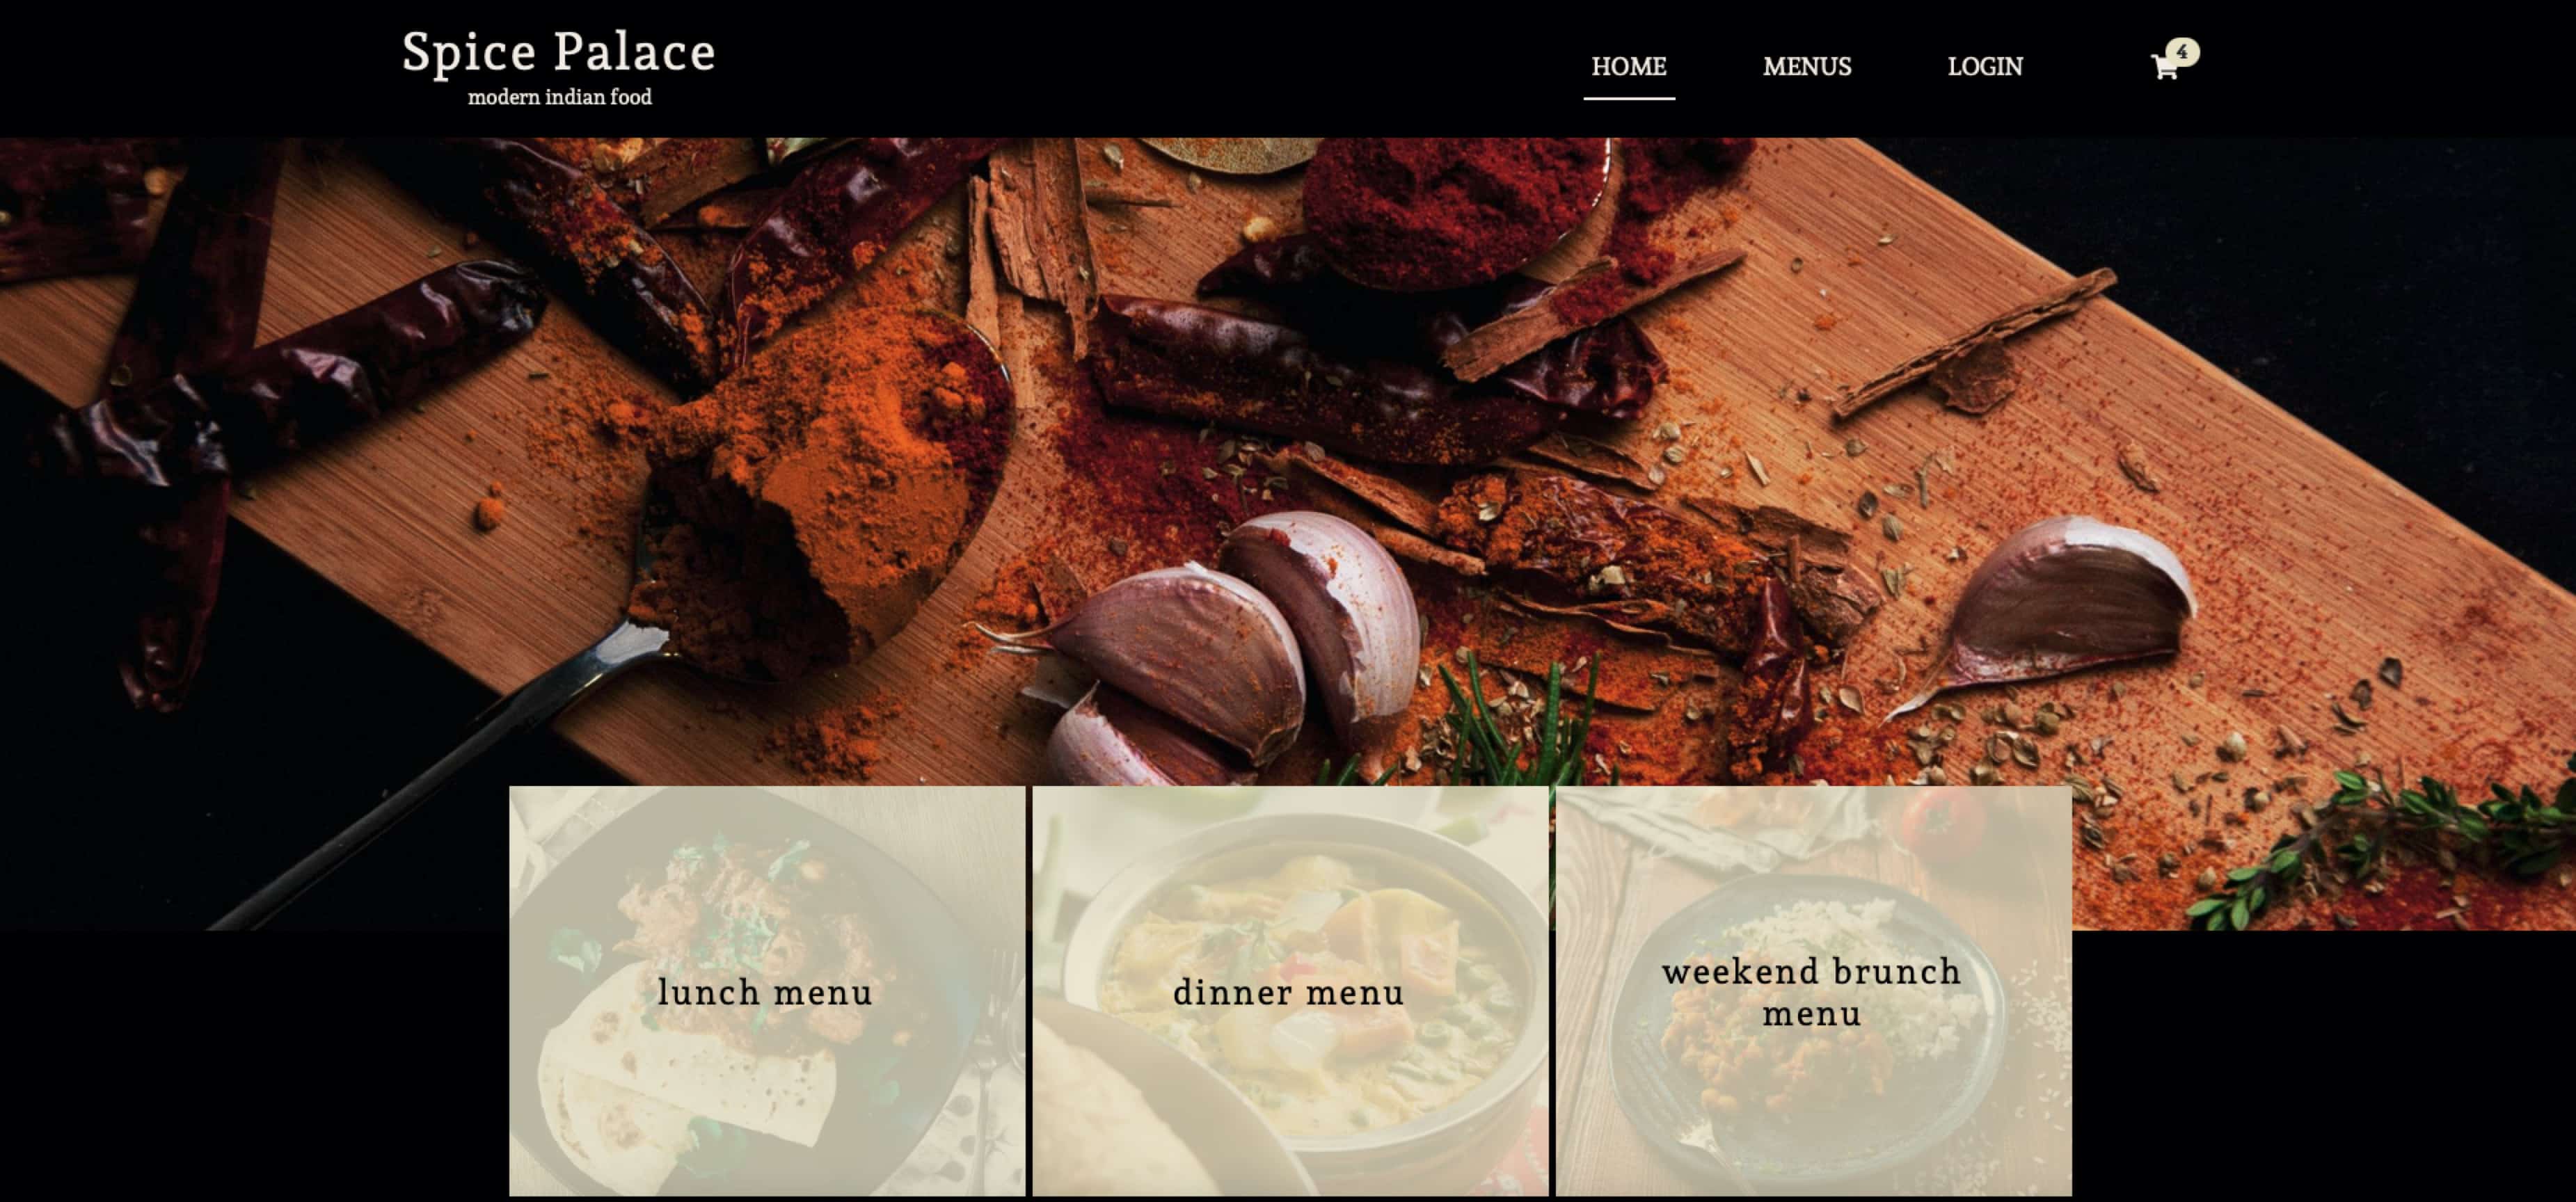 Spice Palace
modern indian food
HOME
MENUS
LOGIN
4
lunch menu
dinner menu
weekend brunch
menu